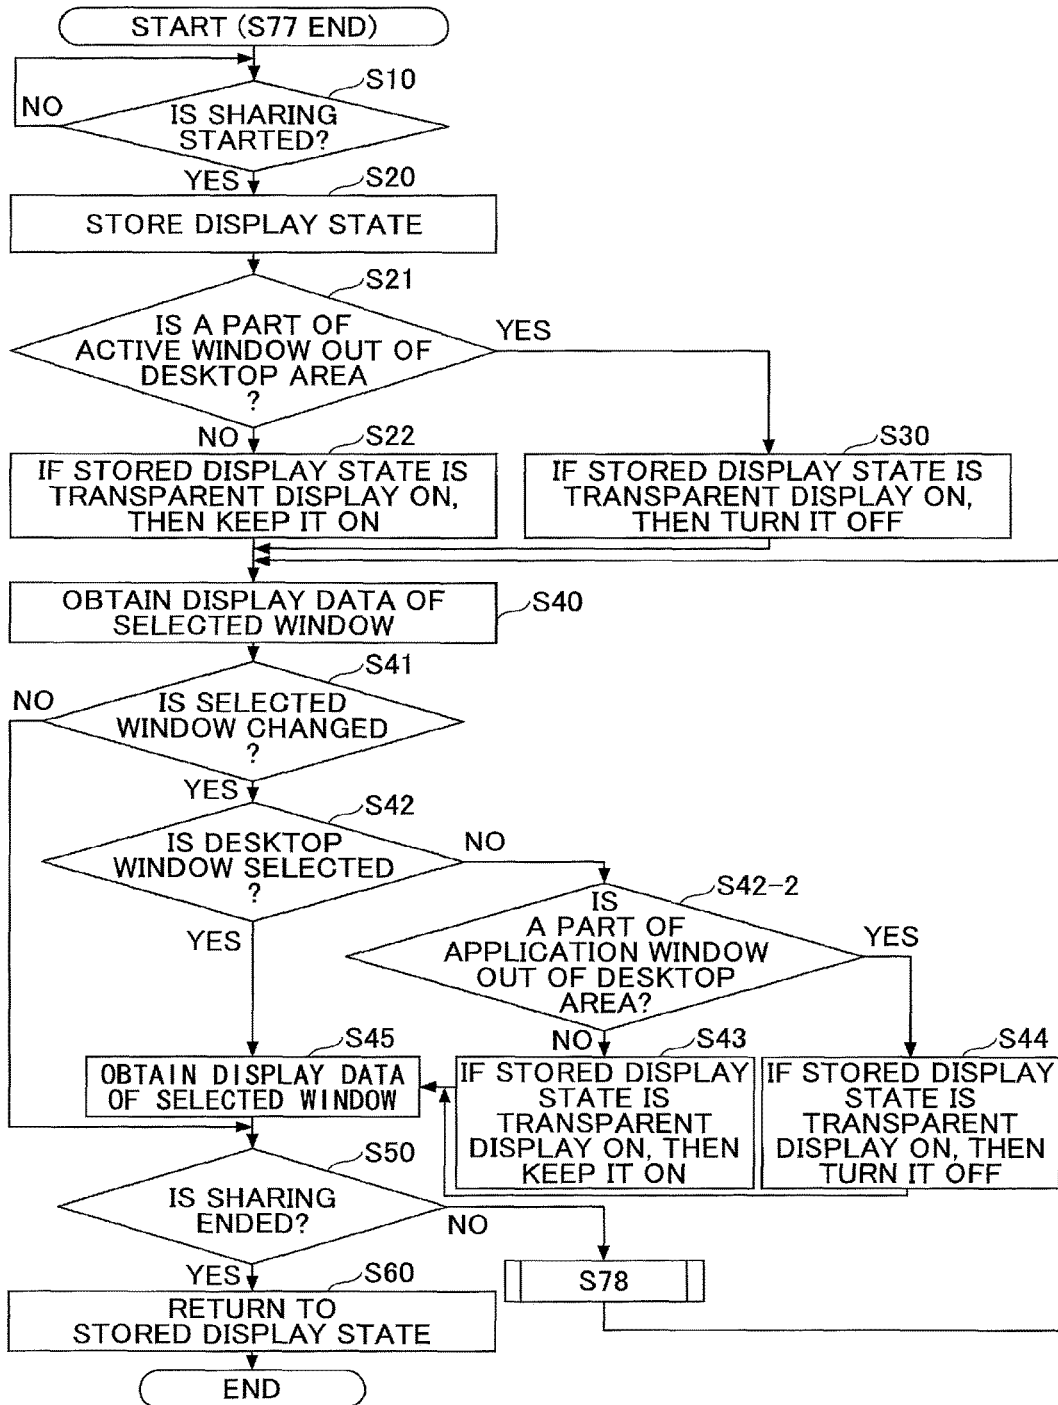 START (S77 END)
S10
NO
IS SHARING
STARTED?
YES
S20
STORE DISPLAY STATE
S21
IS A PART OF
ACTIVE WINDOW OUT OF
DESKTOP AREA
?
YES
NO
S22
IF STORED DISPLAY STATE IS
TRANSPARENT DISPLAY ON,
THEN KEEP IT ON
S30
IF STORED DISPLAY STATE IS
TRANSPARENT DISPLAY ON,
THEN TURN IT OFF
OBTAIN DISPLAY DATA OF
SELECTED WINDOW
S40
S41
NO
IS SELECTED
WINDOW CHANGED
?
YES
S42
IS DESKTOP
WINDOW SELECTED
?
NO
YES
S42-2
IS
A PART OF
APPLICATION WINDOW
OUT OF DESKTOP
AREA?
YES
NO
S45
OBTAIN DISPLAY DATA
OF SELECTED WINDOW
S43
IF STORED DISPLAY
STATE IS
TRANSPARENT
DISPLAY ON, THEN
KEEP IT ON
S44
IF STORED DISPLAY
STATE IS
TRANSPARENT
DISPLAY ON, THEN
TURN IT OFF
S50
IS SHARING
ENDED?
NO
YES
S78
S60
RETURN TO
STORED DISPLAY STATE
END